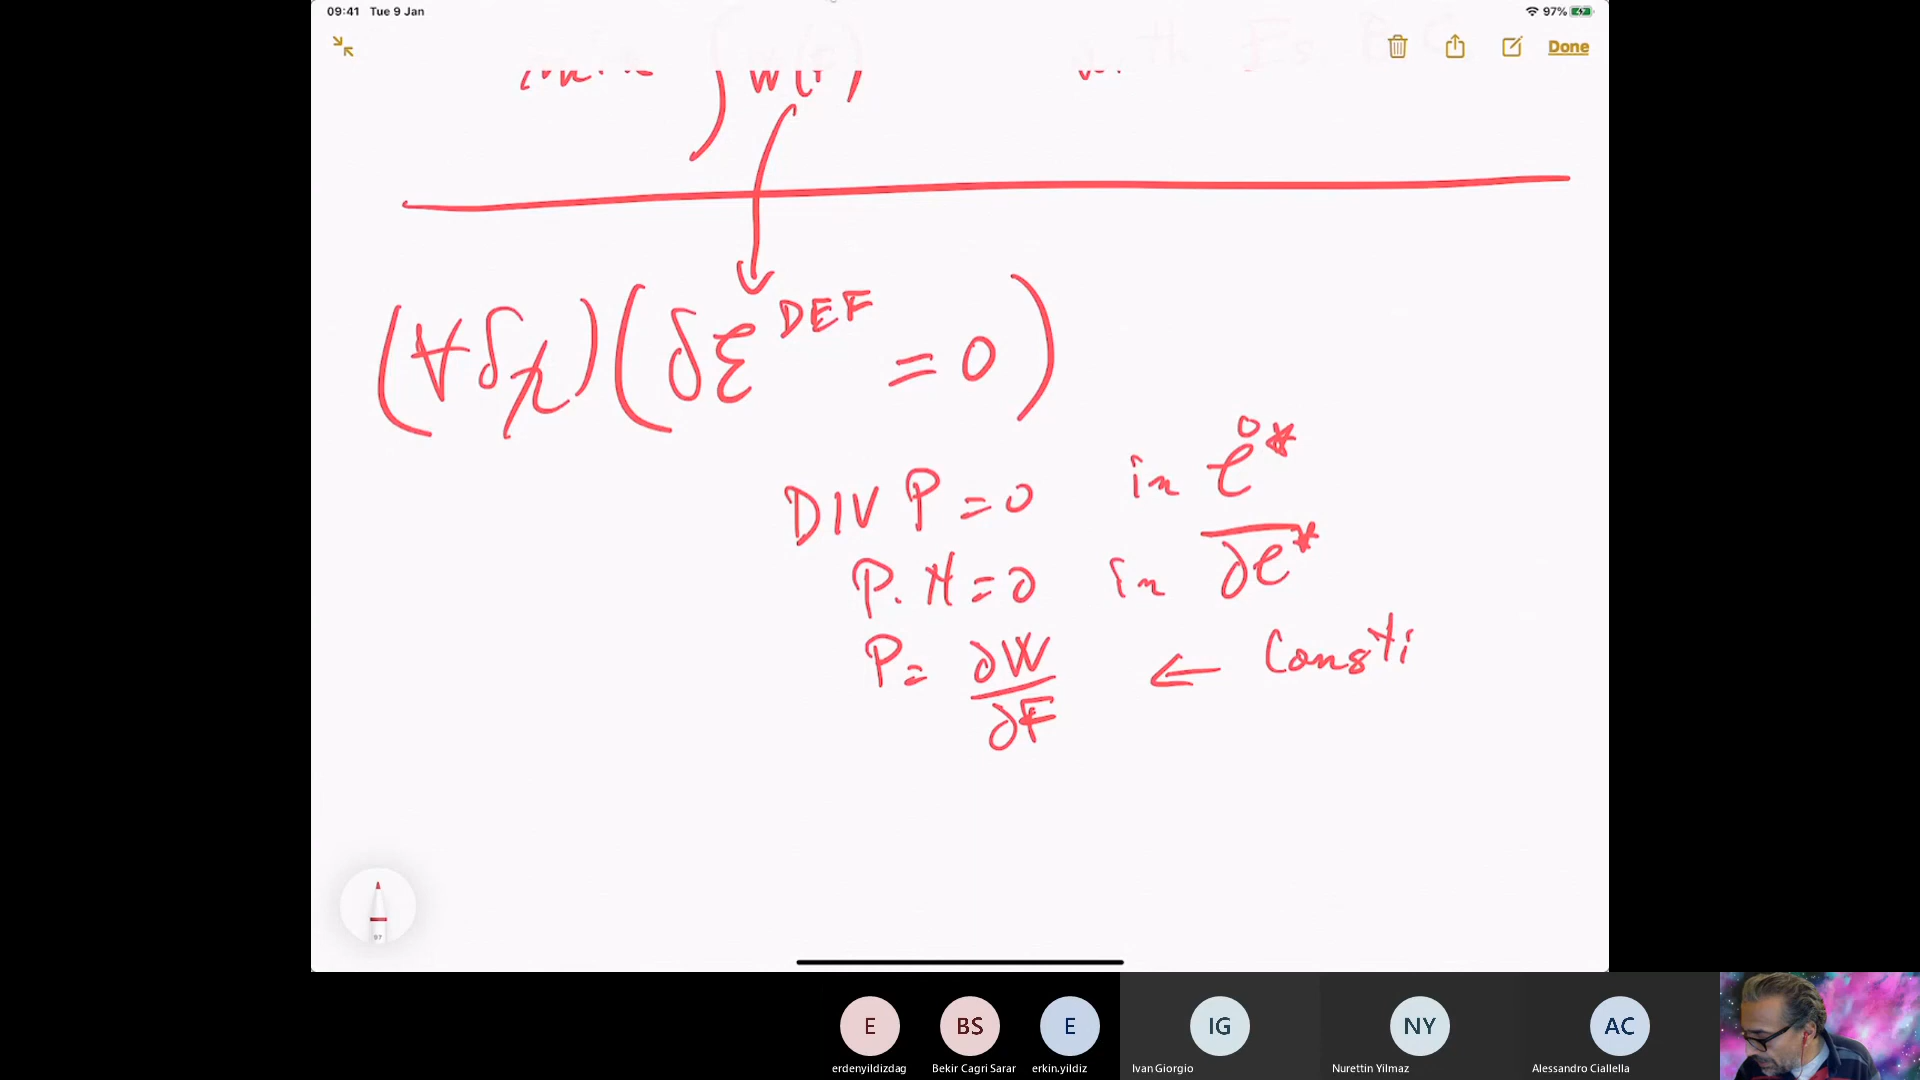 09:41 Tue 9 Jan 97%
Done
W(F)
(∀δχ)(δℰ^DEF = 0)
DIV P = 0 in C̊*
P. N = 0 in ∂C*
P = ∂W/∂F ← Consti
97
E BS E IG NY AC
erdenyildizdag Bekir Cagri Sarar erkin.yildiz Ivan Giorgio Nurettin Yilmaz Alessandro Ciallella